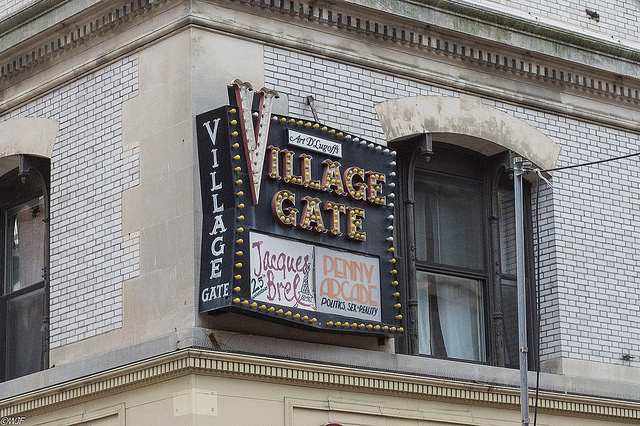 VILLAGE
GATE
Art D'Lugoff's
VILLAGE
GATE
Jacques
Brel
25¢
PENNY
ARCADE
POLITICS, SEX & REALITY
©WJF